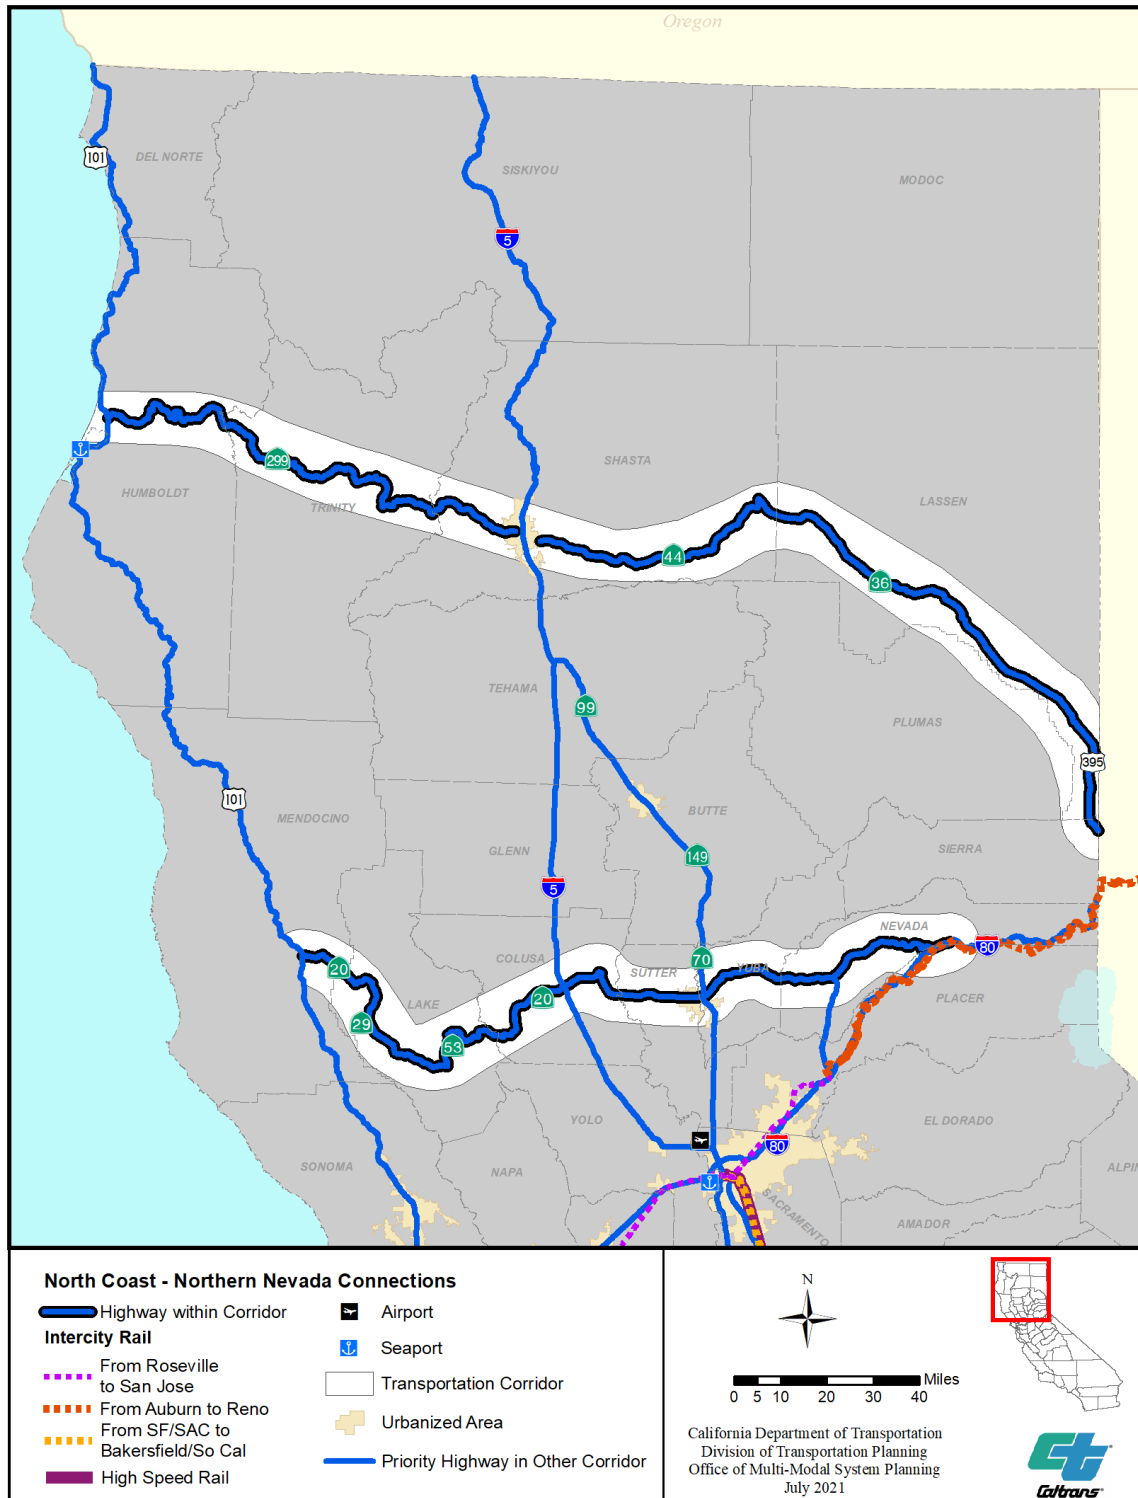 Oregon
101
DEL NORTE
SISKIYOU
MODOC
5
299
SHASTA
HUMBOLDT
TRINITY
LASSEN
44
36
TEHAMA
99
PLUMAS
395
101
MENDOCINO
BUTTE
GLENN
149
SIERRA
5
NEVADA
80
COLUSA
70
20
SUTTER
YUBA
LAKE
20
PLACER
29
53
YOLO
EL DORADO
80
SONOMA
NAPA
ALPIN
SACRAMENTO
AMADOR
North Coast - Northern Nevada Connections
Highway within Corridor
Intercity Rail
From Roseville
to San Jose
From Auburn to Reno
From SF/SAC to
Bakersfield/So Cal
High Speed Rail
Airport
Seaport
Transportation Corridor
Urbanized Area
Priority Highway in Other Corridor
N
Miles
0 5 10 20 30 40
California Department of Transportation
Division of Transportation Planning
Office of Multi-Modal System Planning
July 2021
ct
Caltrans®